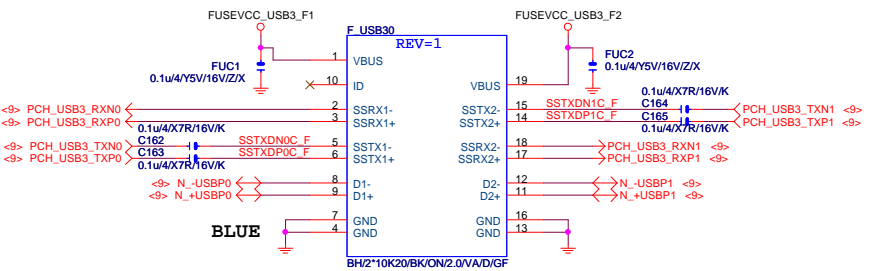 FUSEVCC_USB3_F1 FUSEVCC_USB3_F2
F_USB30
REV=1
FUC1
0.1u/4/Y5V/16V/Z/X
FUC2
0.1u/4/Y5V/16V/Z/X
1 VBUS
10 ID
VBUS 19
<9> PCH_USB3_RXN0 2 SSRX1-
<9> PCH_USB3_RXP0 3 SSRX1+
0.1u/4/X7R/16V/K
SSTX2- 15 SSTXDN1C_F C164 PCH_USB3_TXN1 <9>
SSTX2+ 14 SSTXDP1C_F C165 PCH_USB3_TXP1 <9>
0.1u/4/X7R/16V/K
0.1u/4/X7R/16V/K
<9> PCH_USB3_TXN0 C162 SSTXDN0C_F 5 SSTX1-
<9> PCH_USB3_TXP0 C163 SSTXDP0C_F 6 SSTX1+
0.1u/4/X7R/16V/K
SSRX2- 18 PCH_USB3_RXN1 <9>
SSRX2+ 17 PCH_USB3_RXP1 <9>
<9> N_-USBP0 8 D1-
<9> N_+USBP0 9 D1+
D2- 12 N_-USBP1 <9>
D2+ 11 N_+USBP1 <9>
7 GND
4 GND
GND 16
GND 13
BLUE
BH/2*10K20/BK/ON/2.0/VA/D/GF